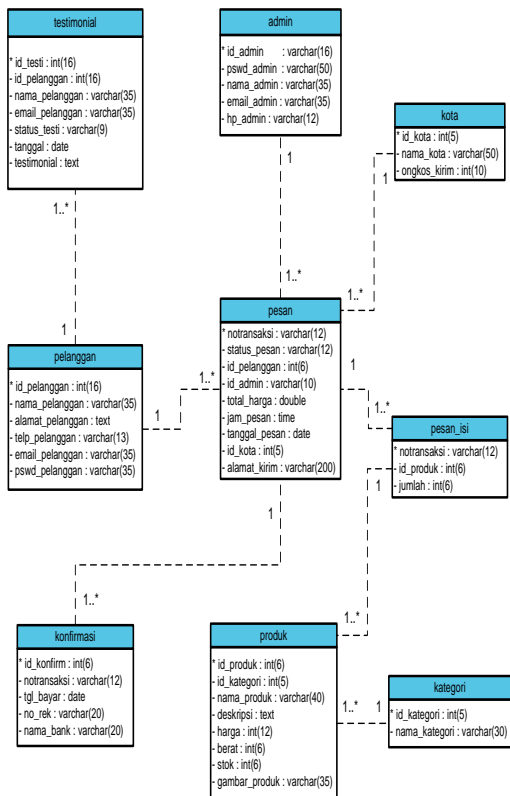 testimonial
* id_testi : int(16)
- id_pelanggan : int(16)
- nama_pelanggan : varchar(35)
- email_pelanggan : varchar(35)
- status_testi : varchar(9)
- tanggal : date
- testimonial : text
admin
* id_admin : varchar(16)
- pswd_admin : varchar(50)
- nama_admin : varchar(35)
- email_admin : varchar(35)
- hp_admin : varchar(12)
kota
* id_kota : int(5)
- nama_kota : varchar(50)
- ongkos_kirim : int(10)
1
1
1..*
1..*
1..*
1
pesan
* notransaksi : varchar(12)
- status_pesan : varchar(12)
- id_pelanggan : int(6)
- id_admin : varchar(10)
- total_harga : double
- jam_pesan : time
- tanggal_pesan : date
- id_kota : int(5)
- alamat_kirim : varchar(200)
pelanggan
* id_pelanggan : int(16)
- nama_pelanggan : varchar(35)
- alamat_pelanggan : text
- telp_pelanggan : varchar(13)
- email_pelanggan : varchar(35)
- pswd_pelanggan : varchar(35)
1..*
1
1
1..*
pesan_isi
* notransaksi : varchar(12)
- id_produk : int(6)
- jumlah : int(6)
1
1
1..*
1..*
konfirmasi
* id_konfirm : int(6)
- notransaksi : varchar(12)
- tgl_bayar : date
- no_rek : varchar(20)
- nama_bank : varchar(20)
produk
* id_produk : int(6)
- id_kategori : int(5)
- nama_produk : varchar(40)
- deskripsi : text
- harga : int(12)
- berat : int(6)
- stok : int(6)
- gambar_produk : varchar(35)
1..*
1
kategori
* id_kategori : int(5)
- nama_kategori : varchar(30)